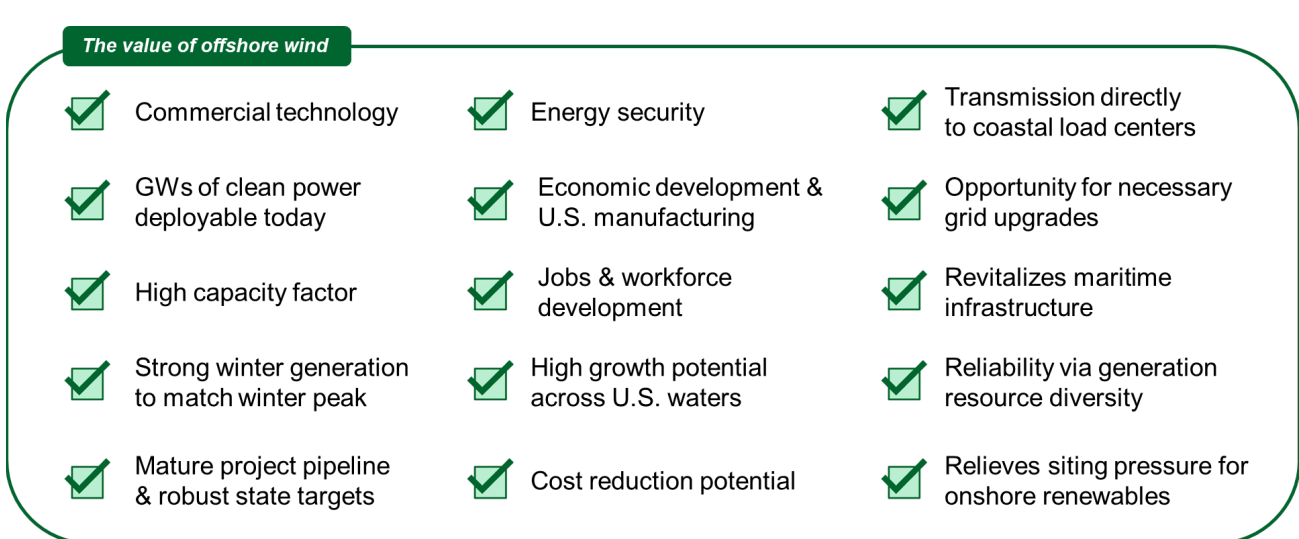 The value of offshore wind
Commercial technology
GWs of clean power
deployable today
High capacity factor
Strong winter generation
to match winter peak
Mature project pipeline
& robust state targets
Energy security
Economic development &
U.S. manufacturing
Jobs & workforce
development
High growth potential
across U.S. waters
Cost reduction potential
Transmission directly
to coastal load centers
Opportunity for necessary
grid upgrades
Revitalizes maritime
infrastructure
Reliability via generation
resource diversity
Relieves siting pressure for
onshore renewables